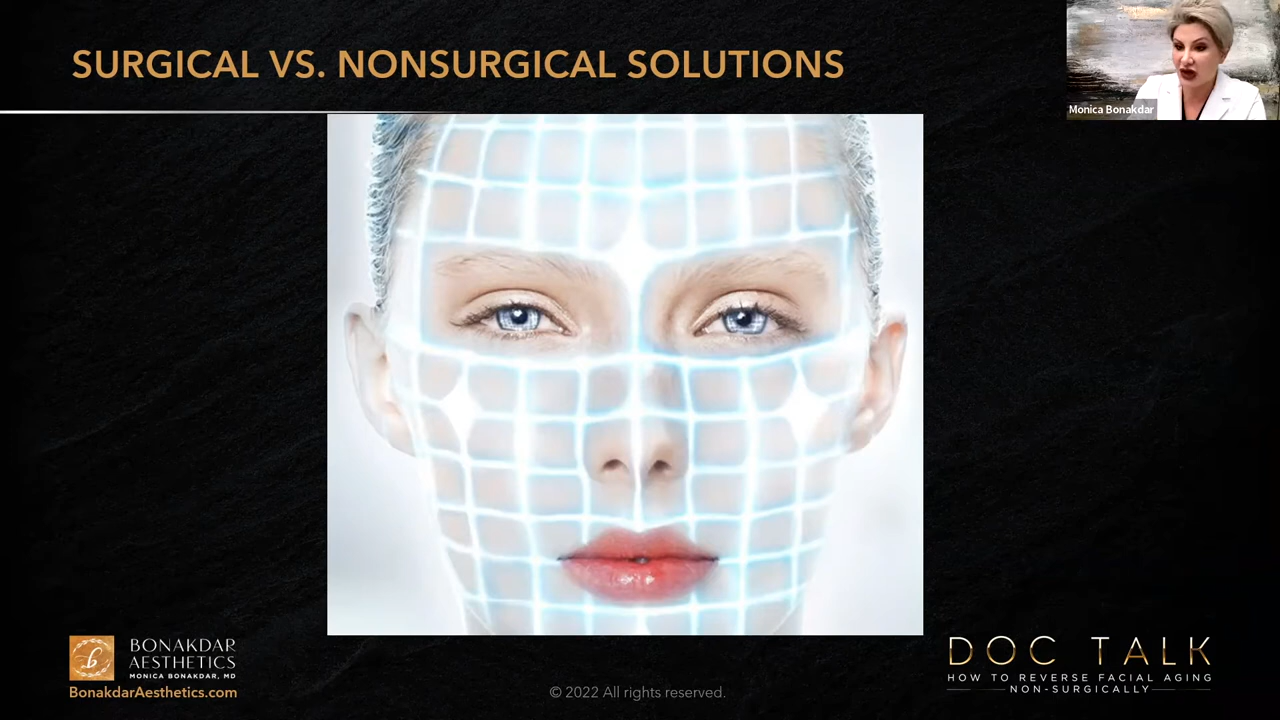 SURGICAL VS. NONSURGICAL SOLUTIONS
Monica Bonakdar
b
BONAKDAR
AESTHETICS
MONICA BONAKDAR, MD
BonakdarAesthetics.com
© 2022 All rights reserved.
DOC TALK
HOW TO REVERSE FACIAL AGING
NON-SURGICALLY